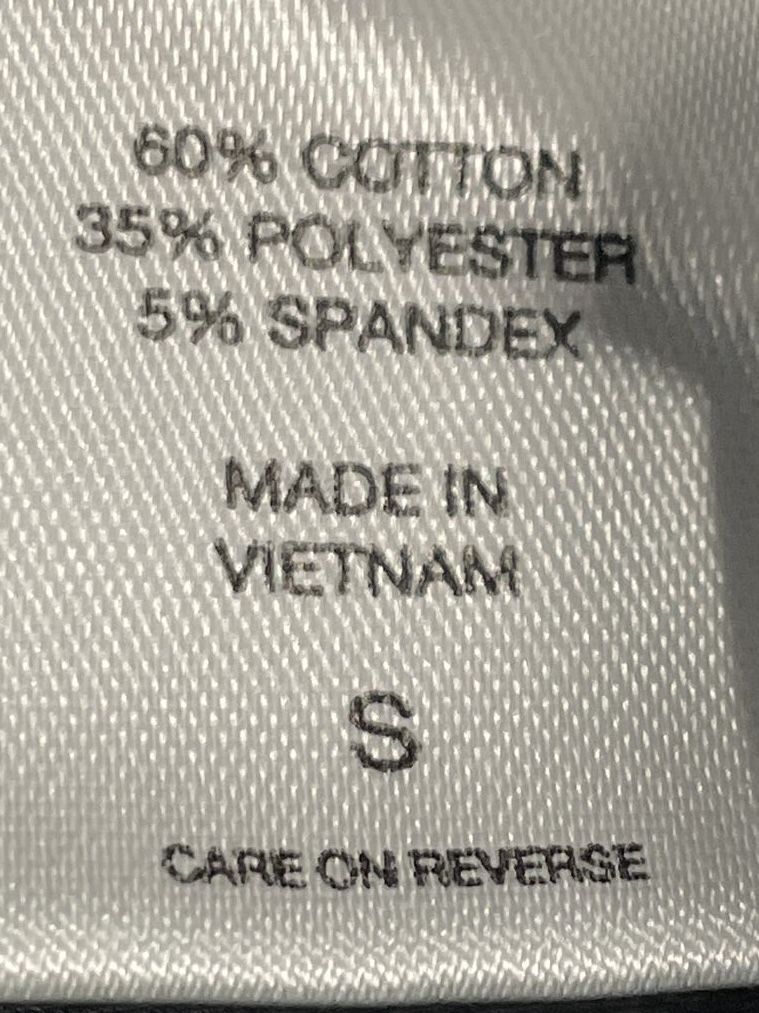 60% COTTON
35% POLYESTER
5% SPANDEX
MADE IN
VIETNAM
S
CARE ON REVERSE